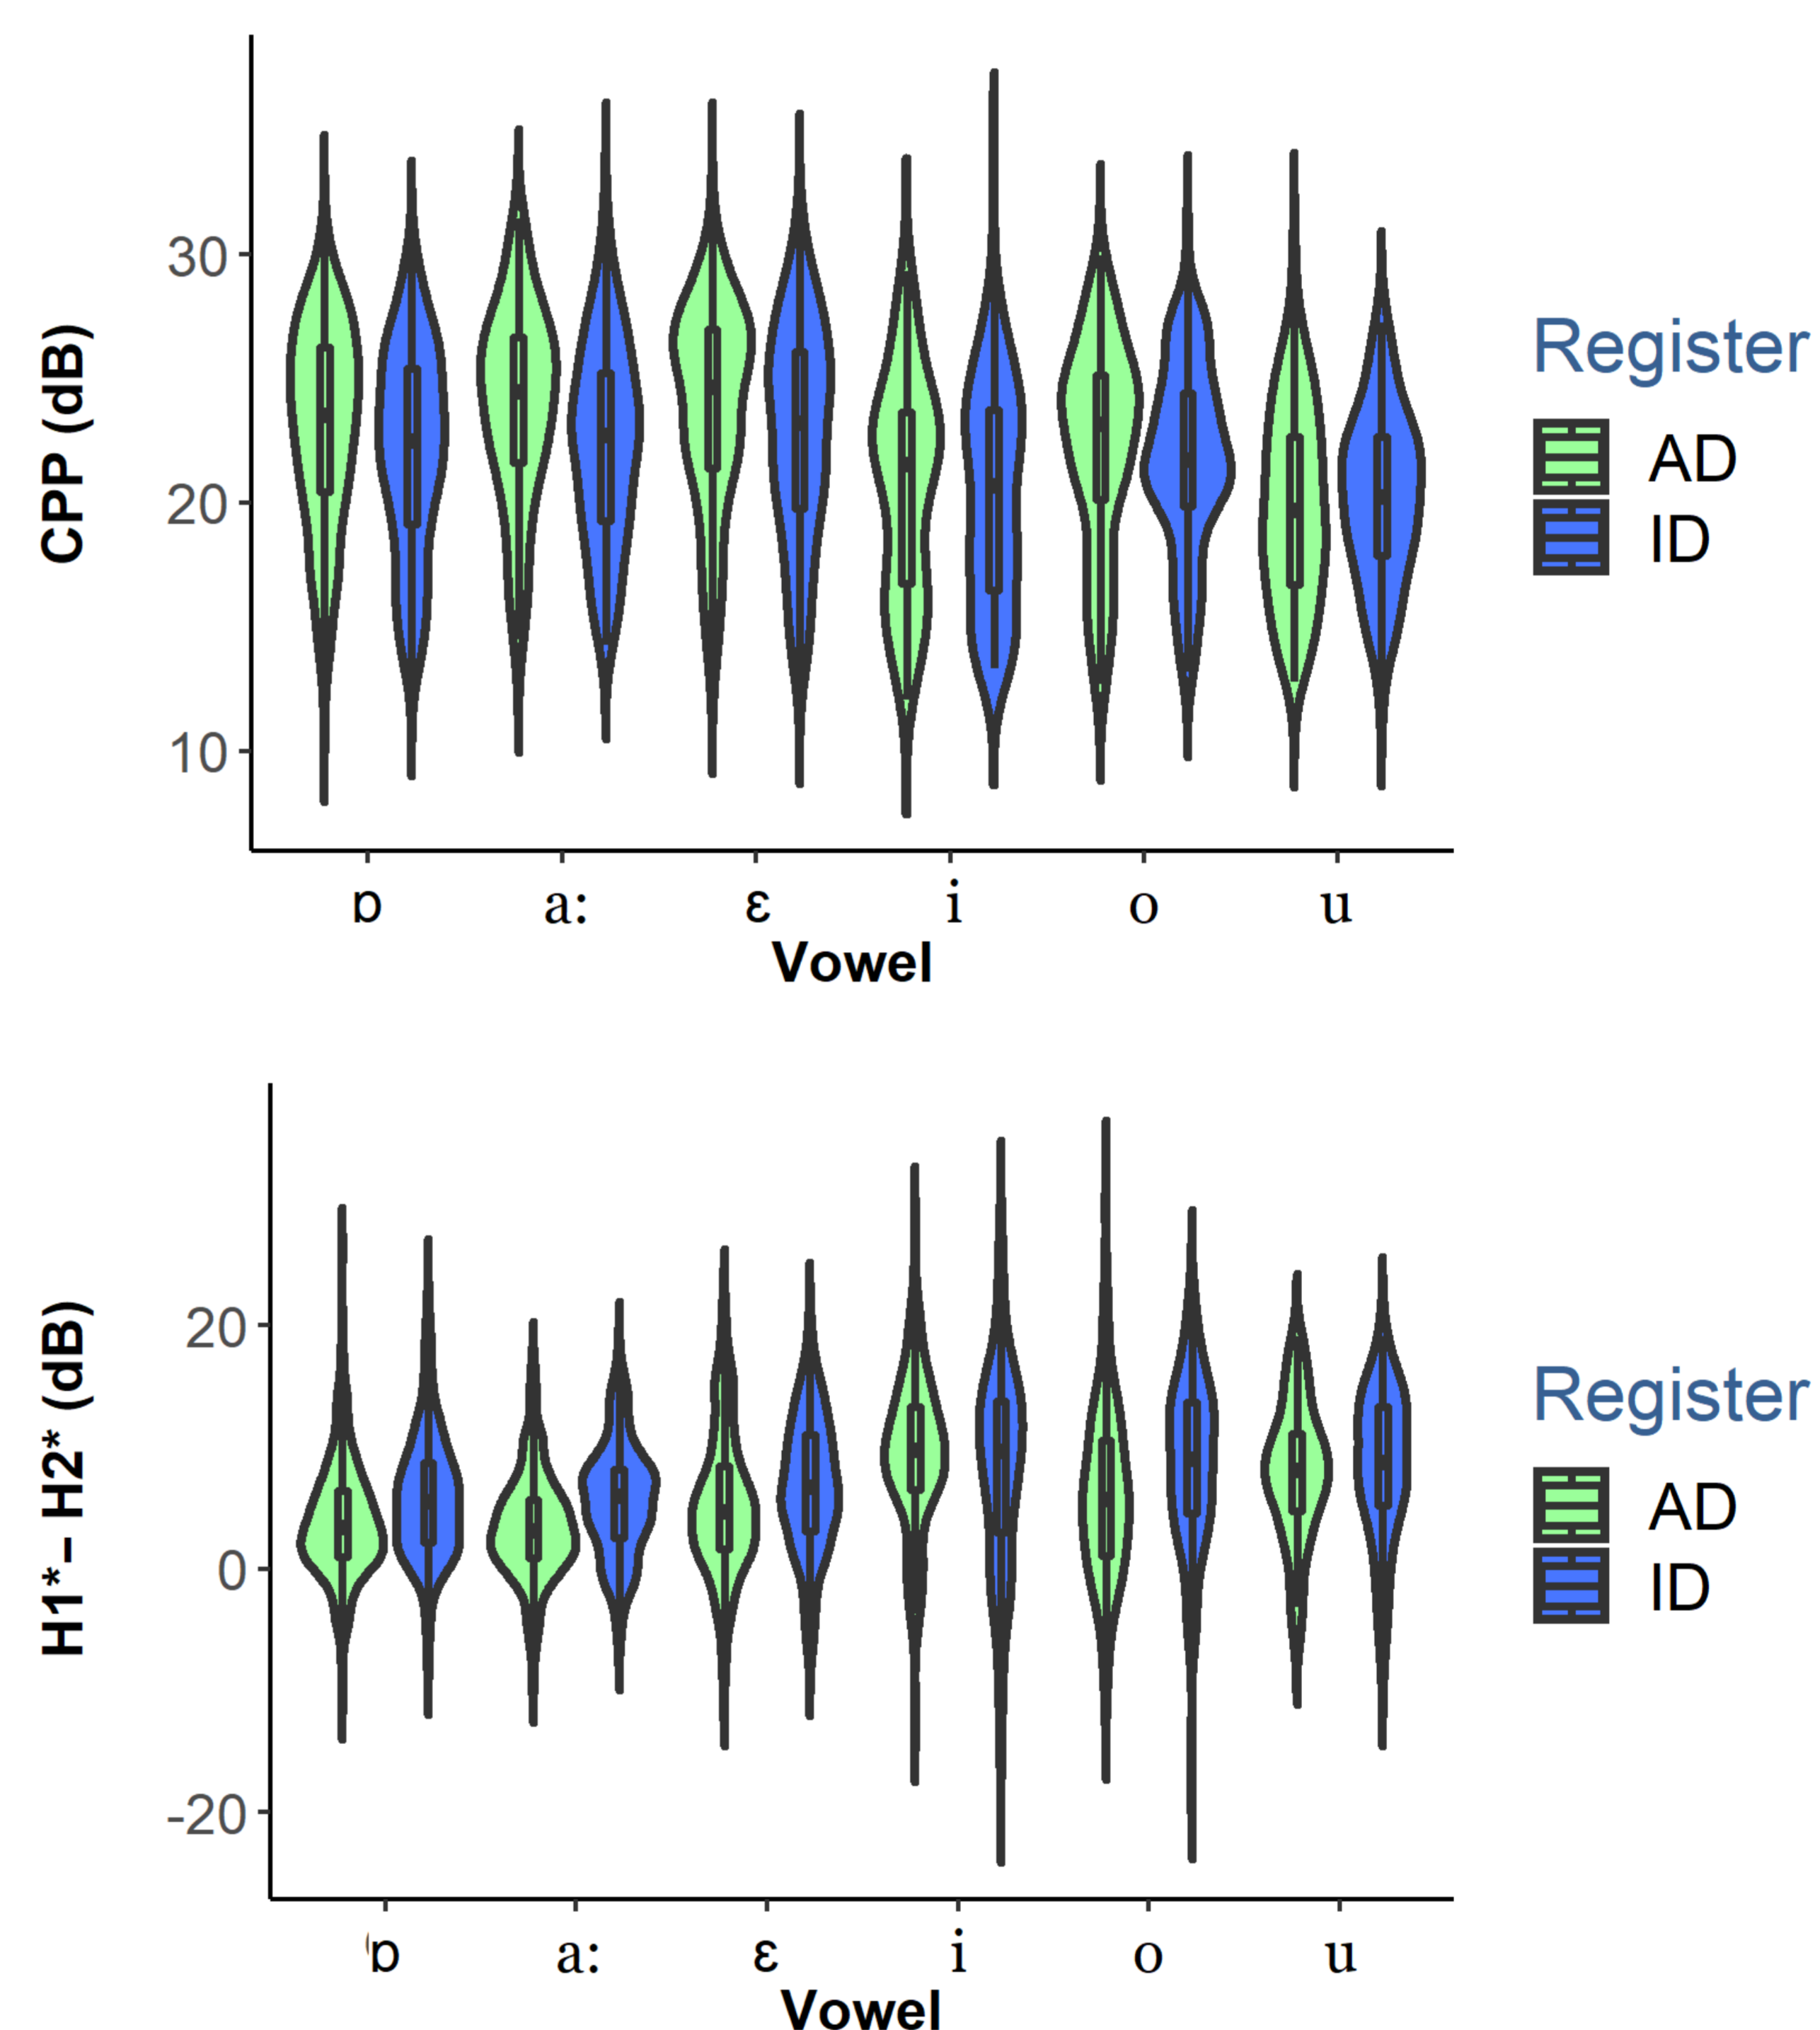 CPP (dB)
30
20
10
ɒ a: ɛ i o u
Vowel
Register
AD
ID
H1*– H2* (dB)
20
0
-20
ɒ a: ɛ i o u
Vowel
Register
AD
ID